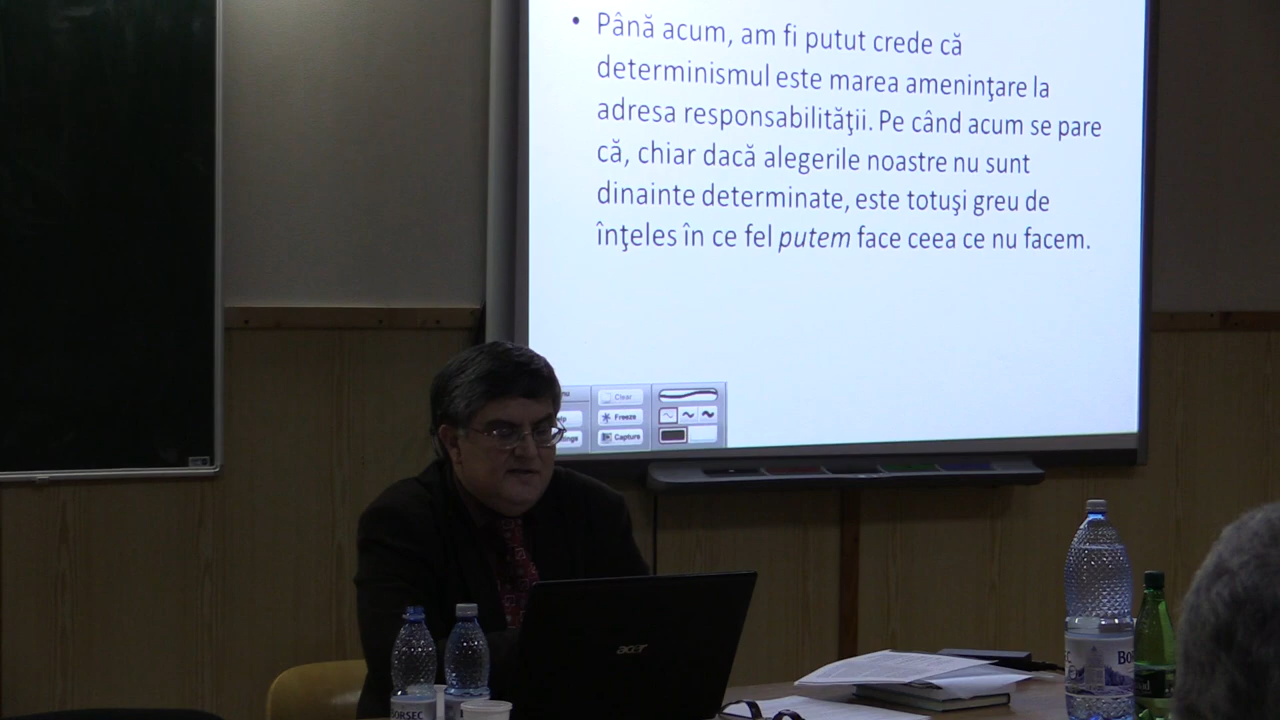 • Până acum, am fi putut crede că
determinismul este marea ameninţare la
adresa responsabilităţii. Pe când acum se pare
că, chiar dacă alegerile noastre nu sunt
dinainte determinate, este totuşi greu de
înţeles în ce fel putem face ceea ce nu facem.
Clear
Freeze
Capture
acer
BORSEC